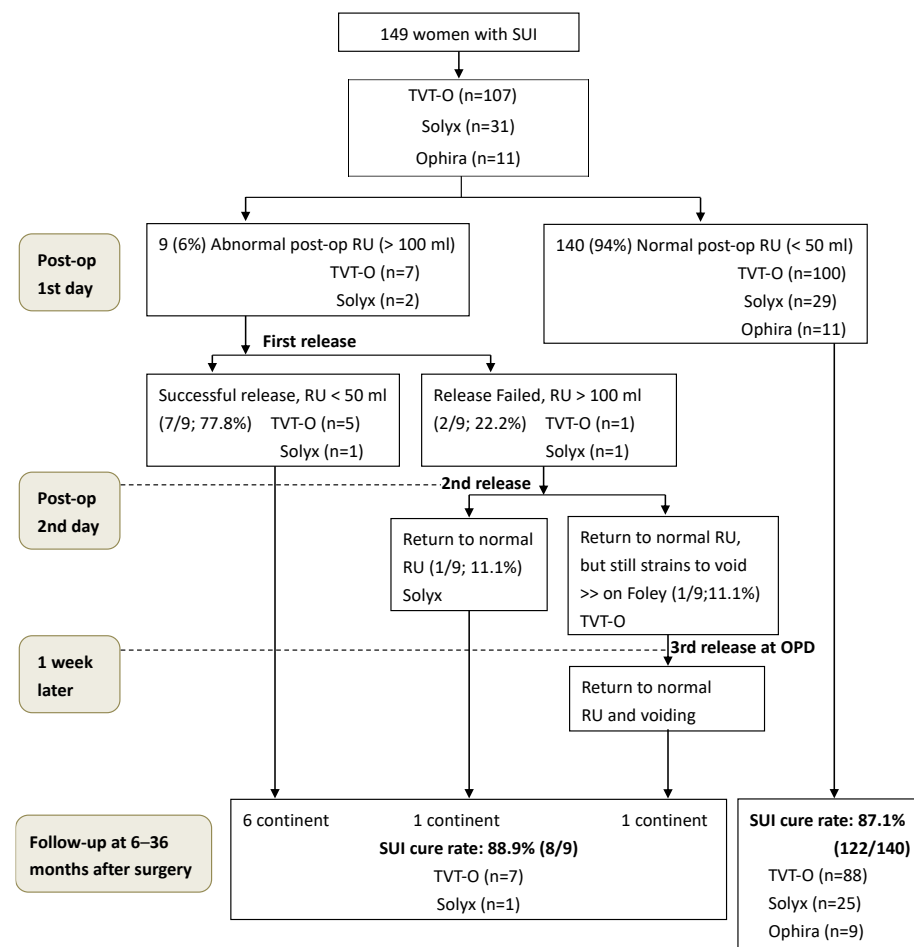 149 women with SUI
TVT-O (n=107)
Solyx (n=31)
Ophira (n=11)
Post-op
1st day
9 (6%) Abnormal post-op RU (> 100 ml)
TVT-O (n=7)
Solyx (n=2)
140 (94%) Normal post-op RU (< 50 ml)
TVT-O (n=100)
Solyx (n=29)
Ophira (n=11)
First release
Successful release, RU < 50 ml
(7/9; 77.8%) TVT-O (n=5)
Solyx (n=1)
Release Failed, RU > 100 ml
(2/9; 22.2%) TVT-O (n=1)
Solyx (n=1)
Post-op
2nd day
2nd release
Return to normal
RU (1/9; 11.1%)
Solyx
Return to normal RU,
but still strains to void
>> on Foley (1/9;11.1%)
TVT-O
1 week
later
3rd release at OPD
Return to normal
RU and voiding
Follow-up at 6–36
months after surgery
6 continent 1 continent 1 continent
SUI cure rate: 88.9% (8/9)
TVT-O (n=7)
Solyx (n=1)
SUI cure rate: 87.1%
(122/140)
TVT-O (n=88)
Solyx (n=25)
Ophira (n=9)